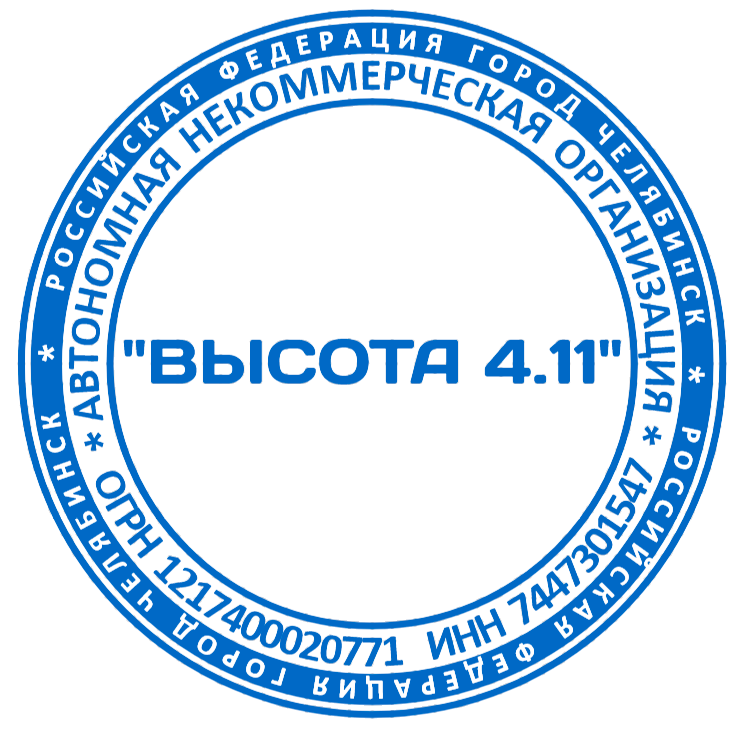 РОССИЙСКАЯ ФЕДЕРАЦИЯ ГОРОД ЧЕЛЯБИНСК *
РОССИЙСКАЯ ФЕДЕРАЦИЯ ГОРОД ЧЕЛЯБИНСК *
* АВТОНОМНАЯ НЕКОММЕРЧЕСКАЯ ОРГАНИЗАЦИЯ *
ОГРН 1217400020771 ИНН 7447301547
"ВЫСОТА 4.11"